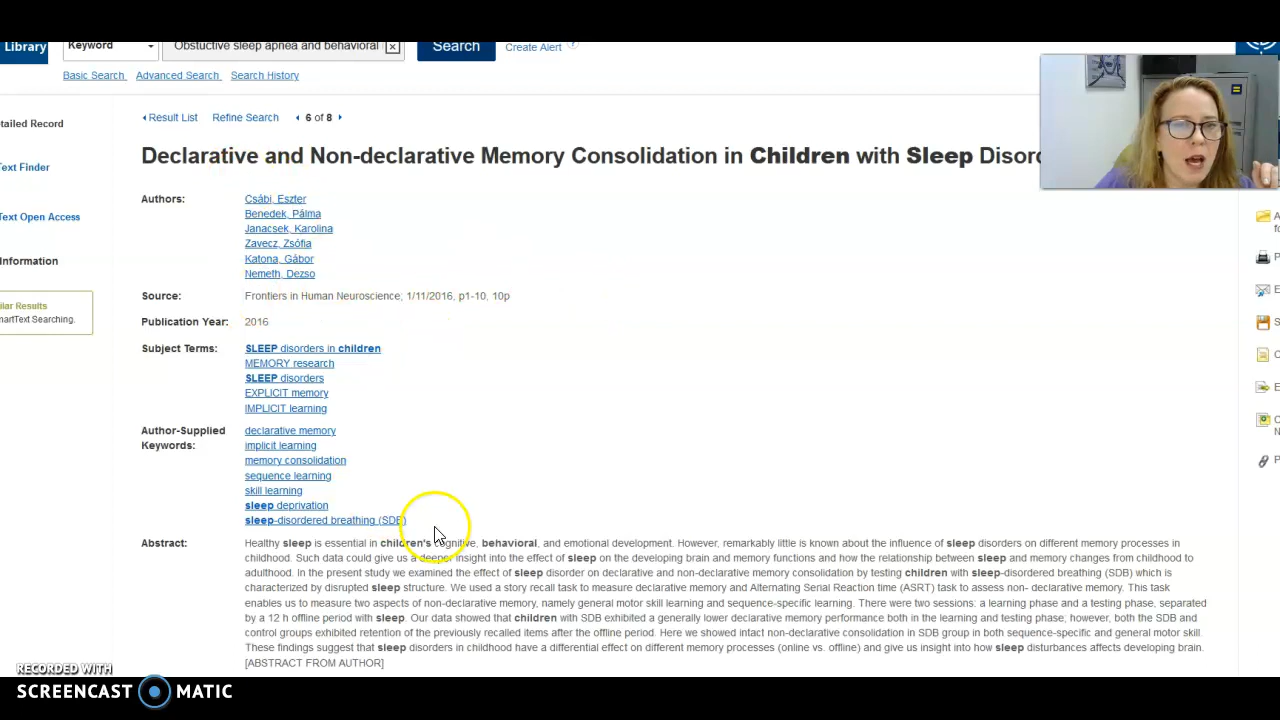 Library
Keyword
Obstuctive sleep apnea and behavioral
Search
Create Alert
Basic Search
Advanced Search
Search History
etailed Record
Result List
Refine Search
6 of 8
Text Finder
Text Open Access
Information
ilar Results
martText Searching.
Declarative and Non-declarative Memory Consolidation in Children with Sleep Disor
Authors:
Csábi, Eszter
Benedek, Pálma
Janacsek, Karolina
Zavecz, Zsófia
Katona, Gábor
Nemeth, Dezso
Source:
Frontiers in Human Neuroscience; 1/11/2016, p1-10, 10p
Publication Year:
2016
Subject Terms:
SLEEP disorders in children
MEMORY research
SLEEP disorders
EXPLICIT memory
IMPLICIT learning
Author-Supplied
Keywords:
declarative memory
implicit learning
memory consolidation
sequence learning
skill learning
sleep deprivation
sleep-disordered breathing (SDB)
Abstract:
Healthy sleep is essential in children's cognitive, behavioral, and emotional development. However, remarkably little is known about the influence of sleep disorders on different memory processes in
childhood. Such data could give us a deeper insight into the effect of sleep on the developing brain and memory functions and how the relationship between sleep and memory changes from childhood to
adulthood. In the present study we examined the effect of sleep disorder on declarative and non-declarative memory consolidation by testing children with sleep-disordered breathing (SDB) which is
characterized by disrupted sleep structure. We used a story recall task to measure declarative memory and Alternating Serial Reaction time (ASRT) task to assess non- declarative memory. This task
enables us to measure two aspects of non-declarative memory, namely general motor skill learning and sequence-specific learning. There were two sessions: a learning phase and a testing phase, separated
by a 12 h offline period with sleep. Our data showed that children with SDB exhibited a generally lower declarative memory performance both in the learning and testing phase; however, both the SDB and
control groups exhibited retention of the previously recalled items after the offline period. Here we showed intact non-declarative consolidation in SDB group in both sequence-specific and general motor skill.
These findings suggest that sleep disorders in childhood have a differential effect on different memory processes (online vs. offline) and give us insight into how sleep disturbances affects developing brain.
[ABSTRACT FROM AUTHOR]
RECORDED WITH
SCREENCAST MATIC